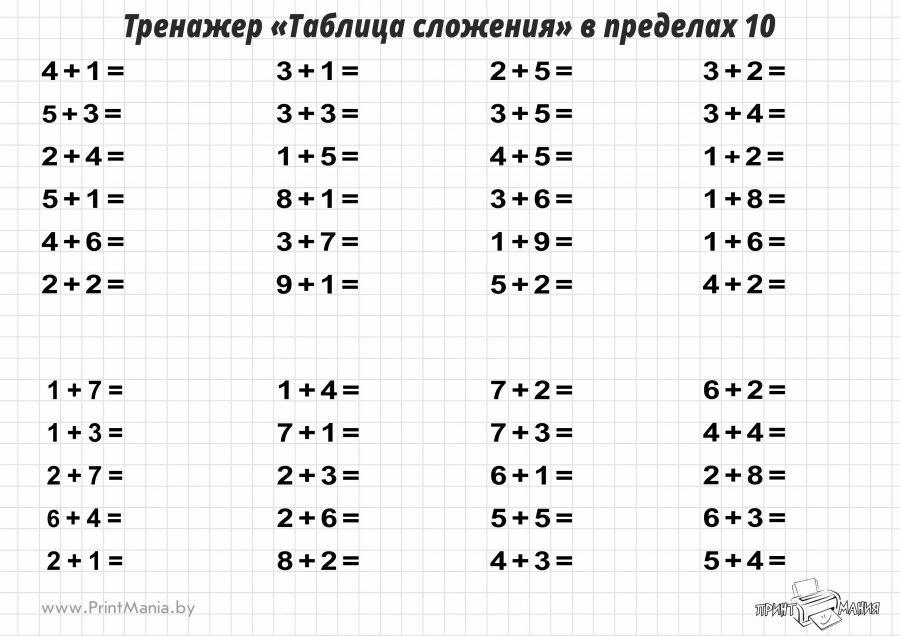 Тренажер «Таблица сложения» в пределах 10
4+1= 3+1= 2+5= 3+2=
5+3= 3+3= 3+5= 3+4=
2+4= 1+5= 4+5= 1+2=
5+1= 8+1= 3+6= 1+8=
4+6= 3+7= 1+9= 1+6=
2+2= 9+1= 5+2= 4+2=
1+7= 1+4= 7+2= 6+2=
1+3= 7+1= 7+3= 4+4=
2+7= 2+3= 6+1= 2+8=
6+4= 2+6= 5+5= 6+3=
2+1= 8+2= 4+3= 5+4=
www.PrintMania.by ПРИНТ МАНИЯ